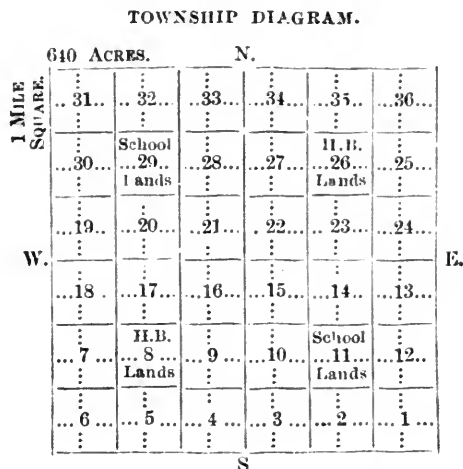 TOWNSHIP DIAGRAM.
640 ACRES. N.
1 MILE SQUARE.
31 32 33 34 35 36
School H.B.
30 29 28 27 26 25
Lands Lands
19 20 21 22 23 24
W. E.
18 17 16 15 14 13
H.B. School
7 8 9 10 11 12
Lands Lands
6 5 4 3 2 1
S